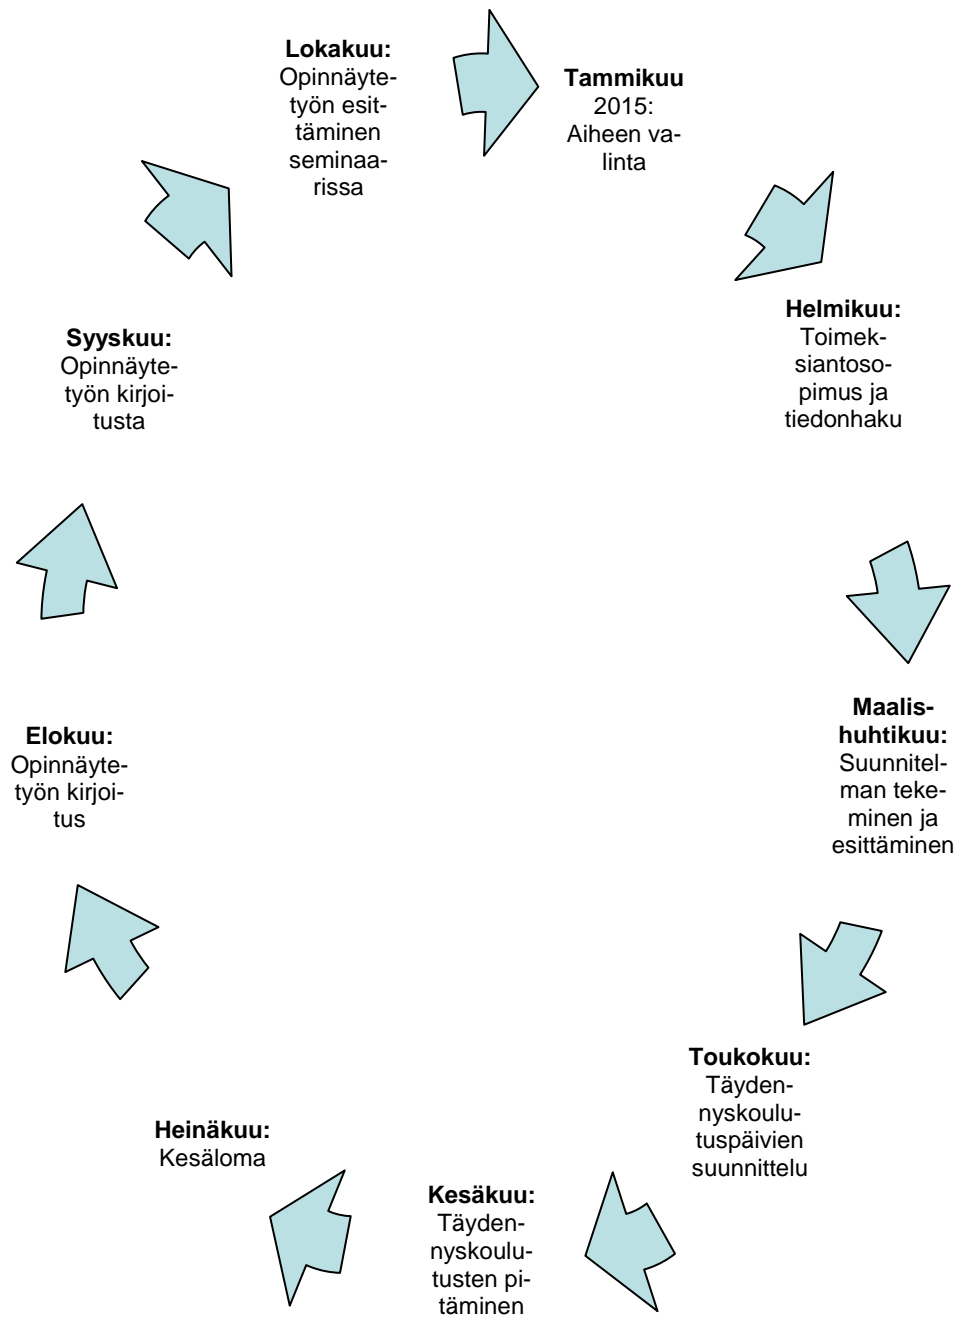 Lokakuu:
Opinnäyte-
työn esit-
täminen
seminaa-
rissa
Tammikuu
2015:
Aiheen va-
linta
Helmikuu:
Toimek-
siantoso-
pimus ja
tiedonhaku
Maalis-
huhtikuu:
Suunnitel-
man teke-
minen ja
esittäminen
Toukokuu:
Täyden-
nyskoulu-
tuspäivien
suunnittelu
Kesäkuu:
Täyden-
nyskoulu-
tusten pi-
täminen
Heinäkuu:
Kesäloma
Elokuu:
Opinnäyte-
työn kirjoi-
tus
Syyskuu:
Opinnäyte-
työn kirjoi-
tusta